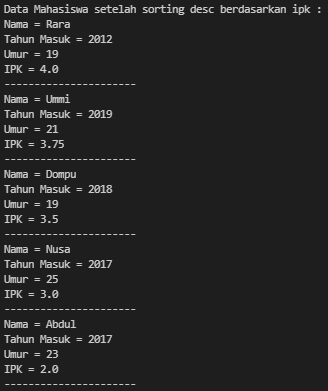 Data Mahasiswa setelah sorting desc berdasarkan ipk :
Nama = Rara
Tahun Masuk = 2012
Umur = 19
IPK = 4.0
----------------------
Nama = Ummi
Tahun Masuk = 2019
Umur = 21
IPK = 3.75
----------------------
Nama = Dompu
Tahun Masuk = 2018
Umur = 19
IPK = 3.5
----------------------
Nama = Nusa
Tahun Masuk = 2017
Umur = 25
IPK = 3.0
----------------------
Nama = Abdul
Tahun Masuk = 2017
Umur = 23
IPK = 2.0
----------------------